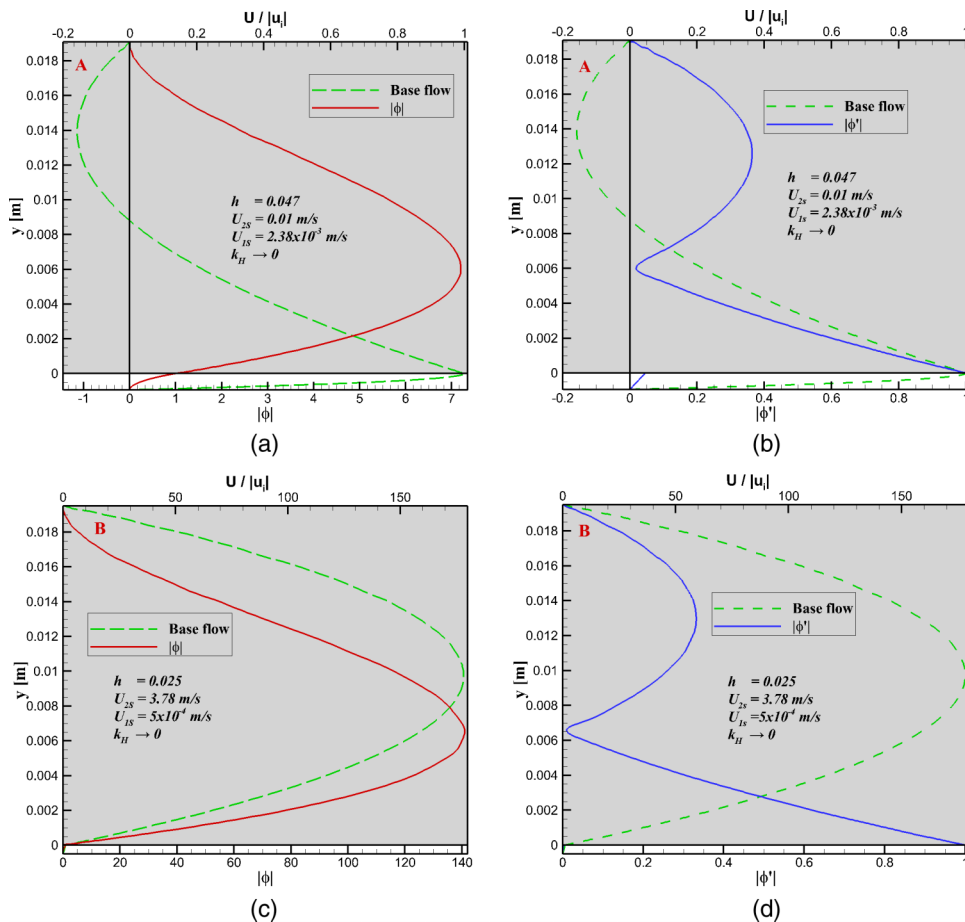 U / |u_i|
-0.2 0 0.2 0.4 0.6 0.8 1
A
Base flow
|ϕ|
h = 0.047
U_2S = 0.01 m/s
U_1S = 2.38x10^-3 m/s
k_H → 0
y [m]
0.018
0.016
0.014
0.012
0.01
0.008
0.006
0.004
0.002
0
-1 0 1 2 3 4 5 6 7
|ϕ|
(a)
U / |u_i|
-0.2 0 0.2 0.4 0.6 0.8 1
A
Base flow
|ϕ'|
h = 0.047
U_2s = 0.01 m/s
U_1s = 2.38x10^-3 m/s
k_H → 0
y [m]
0.018
0.016
0.014
0.012
0.01
0.008
0.006
0.004
0.002
0
-0.2 0 0.2 0.4 0.6 0.8 1
|ϕ'|
(b)
U / |u_i|
0 50 100 150
B
Base flow
|ϕ|
h = 0.025
U_2S = 3.78 m/s
U_1S = 5x10^-4 m/s
k_H → 0
y [m]
0.018
0.016
0.014
0.012
0.01
0.008
0.006
0.004
0.002
0
0 20 40 60 80 100 120 140
|ϕ|
(c)
U / |u_i|
0 50 100 150
B
Base flow
|ϕ'|
h = 0.025
U_2s = 3.78 m/s
U_1s =5x10^-4 m/s
k_H → 0
y [m]
0.018
0.016
0.014
0.012
0.01
0.008
0.006
0.004
0.002
0
0 0.2 0.4 0.6 0.8 1
|ϕ'|
(d)